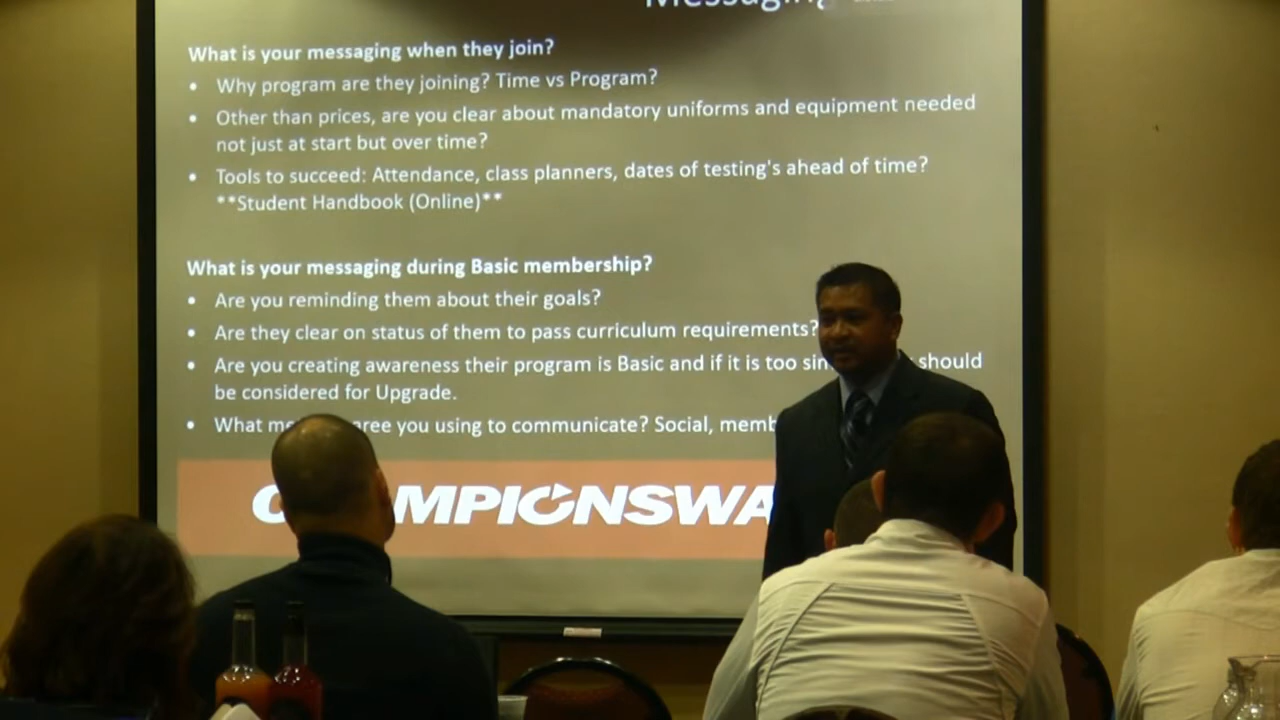 Messaging
What is your messaging when they join?
• Why program are they joining? Time vs Program?
• Other than prices, are you clear about mandatory uniforms and equipment needed
not just at start but over time?
• Tools to succeed: Attendance, class planners, dates of testing's ahead of time?
**Student Handbook (Online)**
What is your messaging during Basic membership?
• Are you reminding them about their goals?
• Are they clear on status of them to pass curriculum requirements?
• Are you creating awareness their program is Basic and if it is too should
be considered for Upgrade.
• What you using to communicate? Social,